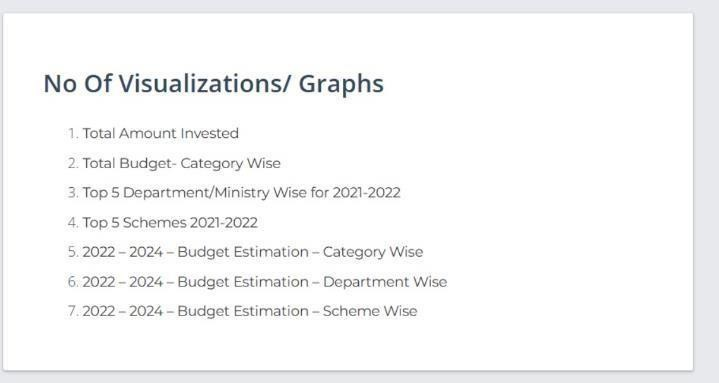 No Of Visualizations/ Graphs
1. Total Amount Invested
2. Total Budget- Category Wise
3. Top 5 Department/Ministry Wise for 2021-2022
4. Top 5 Schemes 2021-2022
5. 2022 – 2024 – Budget Estimation – Category Wise
6. 2022 – 2024 – Budget Estimation – Department Wise
7. 2022 – 2024 – Budget Estimation – Scheme Wise